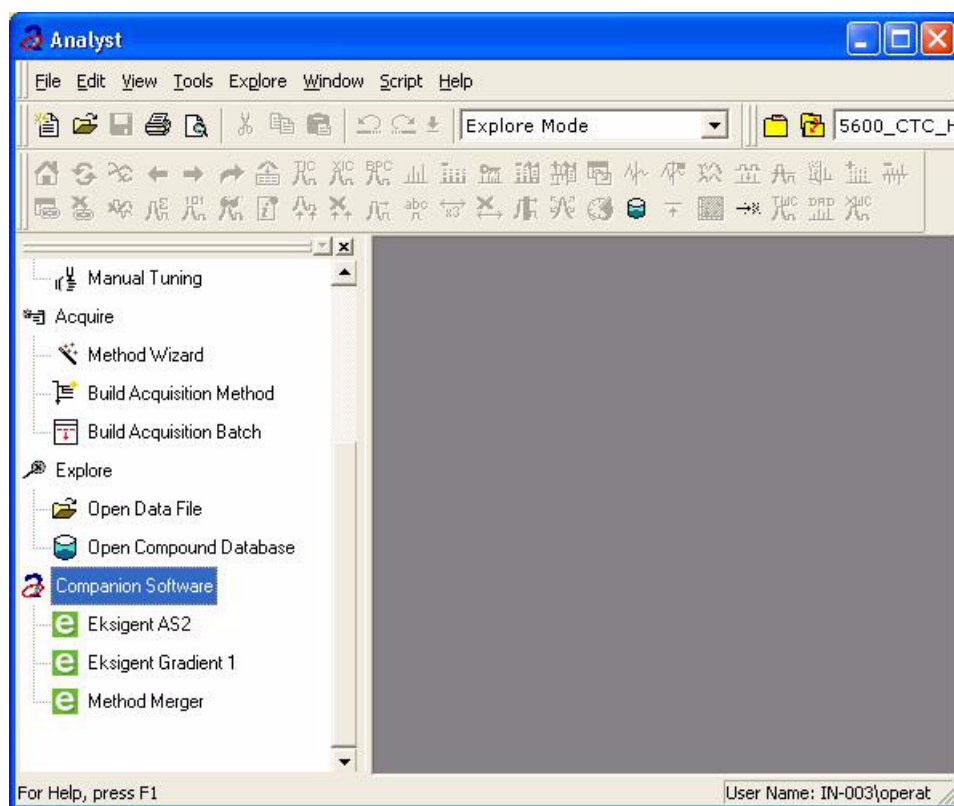 Analyst
File Edit View Tools Explore Window Script Help
Explore Mode 5600_CTC_H
Manual Tuning
Acquire
Method Wizard
Build Acquisition Method
Build Acquisition Batch
Explore
Open Data File
Open Compound Database
Companion Software
Eksigent AS2
Eksigent Gradient 1
Method Merger
For Help, press F1 User Name: IN-003\operat